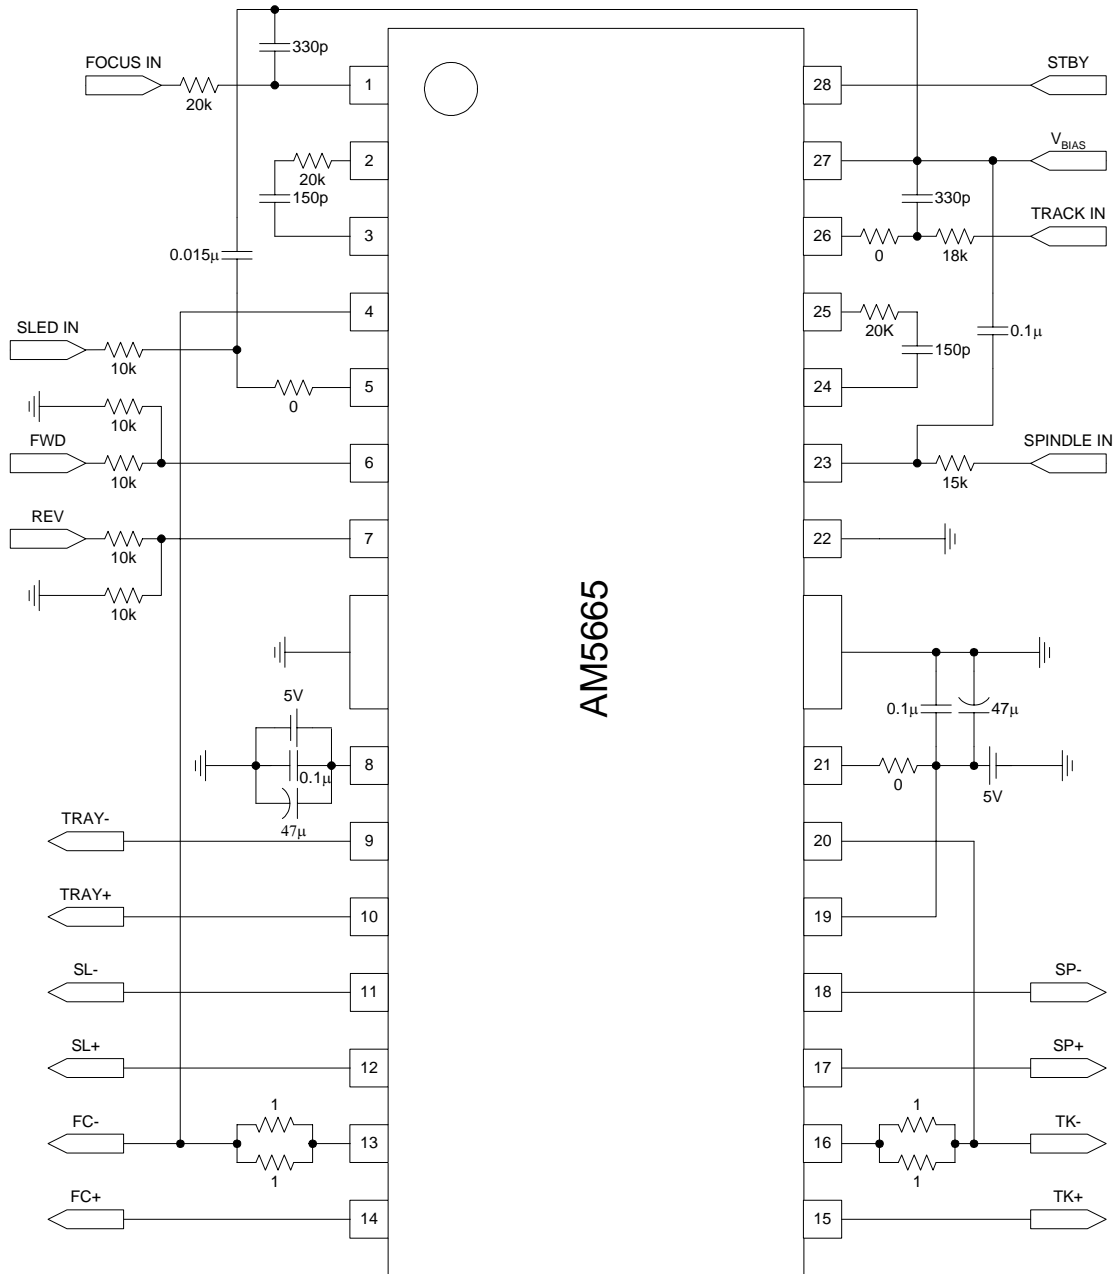 330p
FOCUS IN
20k
1
28
STBY
2
20k
150p
27
V_BIAS
330p
TRACK IN
3
26
0
18k
0.015μ
4
25
20K
150p
0.1μ
SLED IN
10k
5
0
24
10k
FWD
10k
6
23
SPINDLE IN
15k
REV
10k
7
22
10k
AM5665
5V
0.1μ
47μ
8
0.1μ
47μ
21
0
5V
TRAY-
9
20
TRAY+
10
19
SL-
11
18
SP-
SL+
12
17
SP+
FC-
1
1
13
16
1
1
TK-
FC+
14
15
TK+